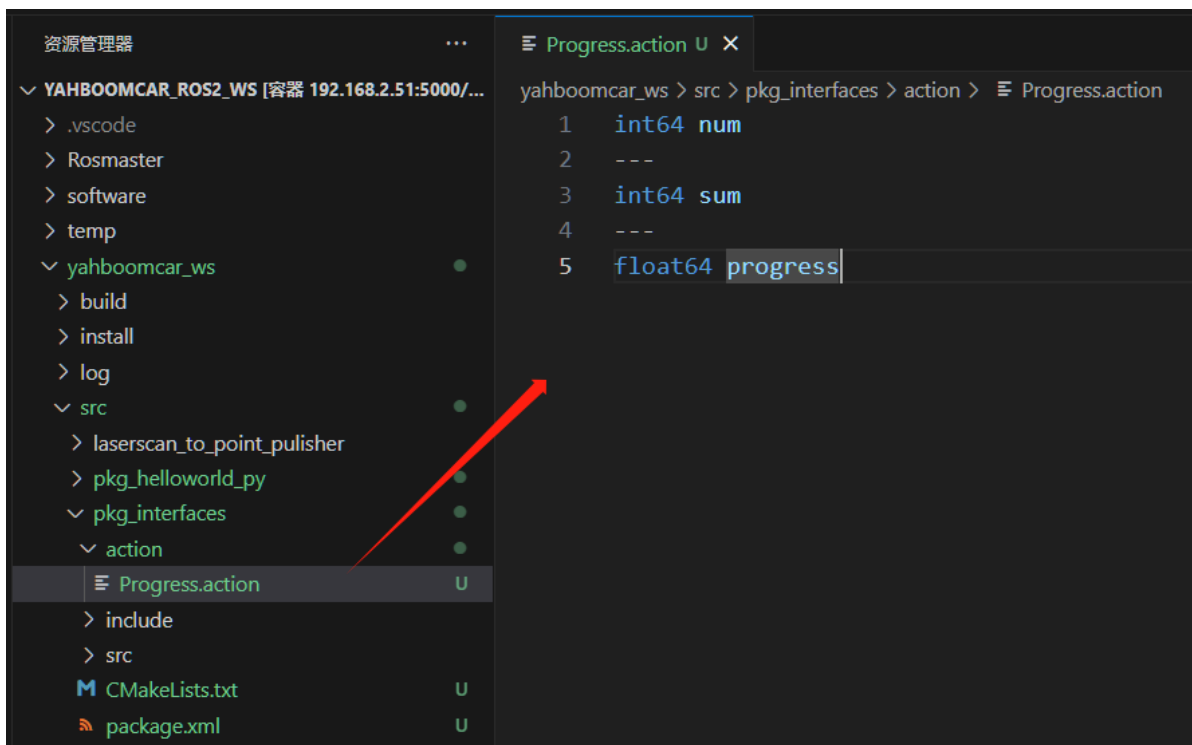 资源管理器 ...
YAHBOOMCAR_ROS2_WS [容器 192.168.2.51:5000/...
.vscode
Rosmaster
software
temp
yahboomcar_ws
build
install
log
src
laserscan_to_point_pulisher
pkg_helloworld_py
pkg_interfaces
action
Progress.action U
include
src
M CMakeLists.txt U
package.xml U
Progress.action U ×
yahboomcar_ws > src > pkg_interfaces > action > Progress.action
1 int64 num
2 ---
3 int64 sum
4 ---
5 float64 progress